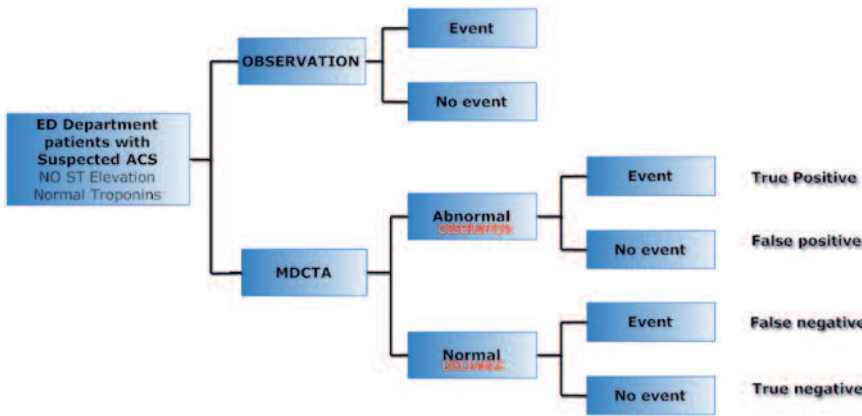 Event
OBSERVATION
No event
ED Department
patients with
Suspected ACS
NO ST Elevation
Normal Troponins
Event
True Positive
Abnormal
OBSERVATION
No event
False positive
MDCTA
Event
False negative
Normal
No event
True negative